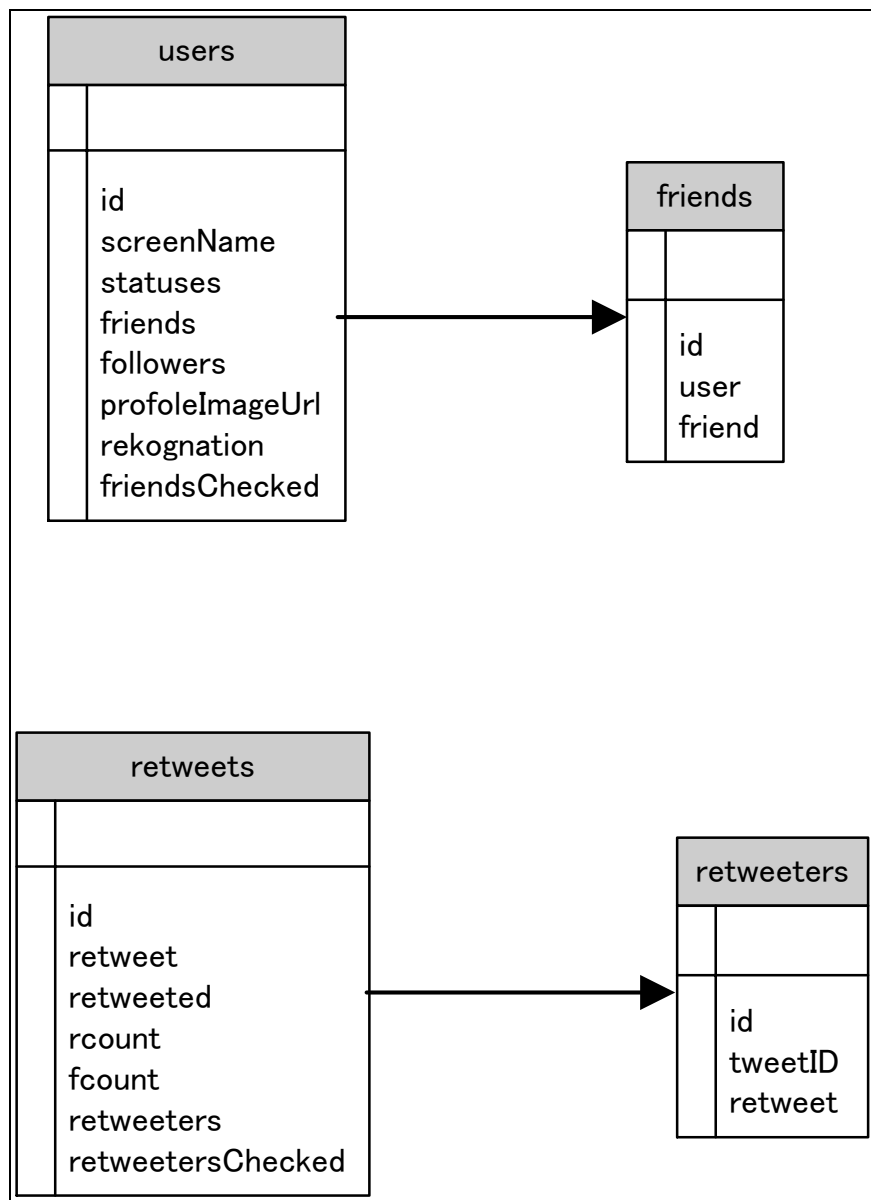 users
id
screenName
statuses
friends
followers
profoleImageUrl
rekognation
friendsChecked
friends
id
user
friend
retweets
id
retweet
retweeted
rcount
fcount
retweeters
retweetersChecked
retweeters
id
tweetID
retweet